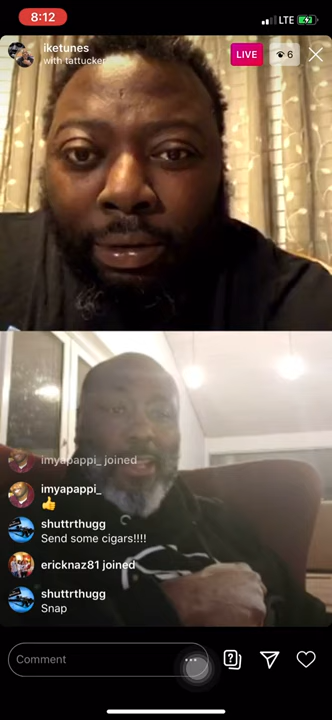 8:12
LTE
iketunes
with tattucker
LIVE
6
imyapappi_ joined
imyapappi_
👍
shuttrthugg
Send some cigars!!!!
ericknaz81 joined
shuttrthugg
Snap
Comment